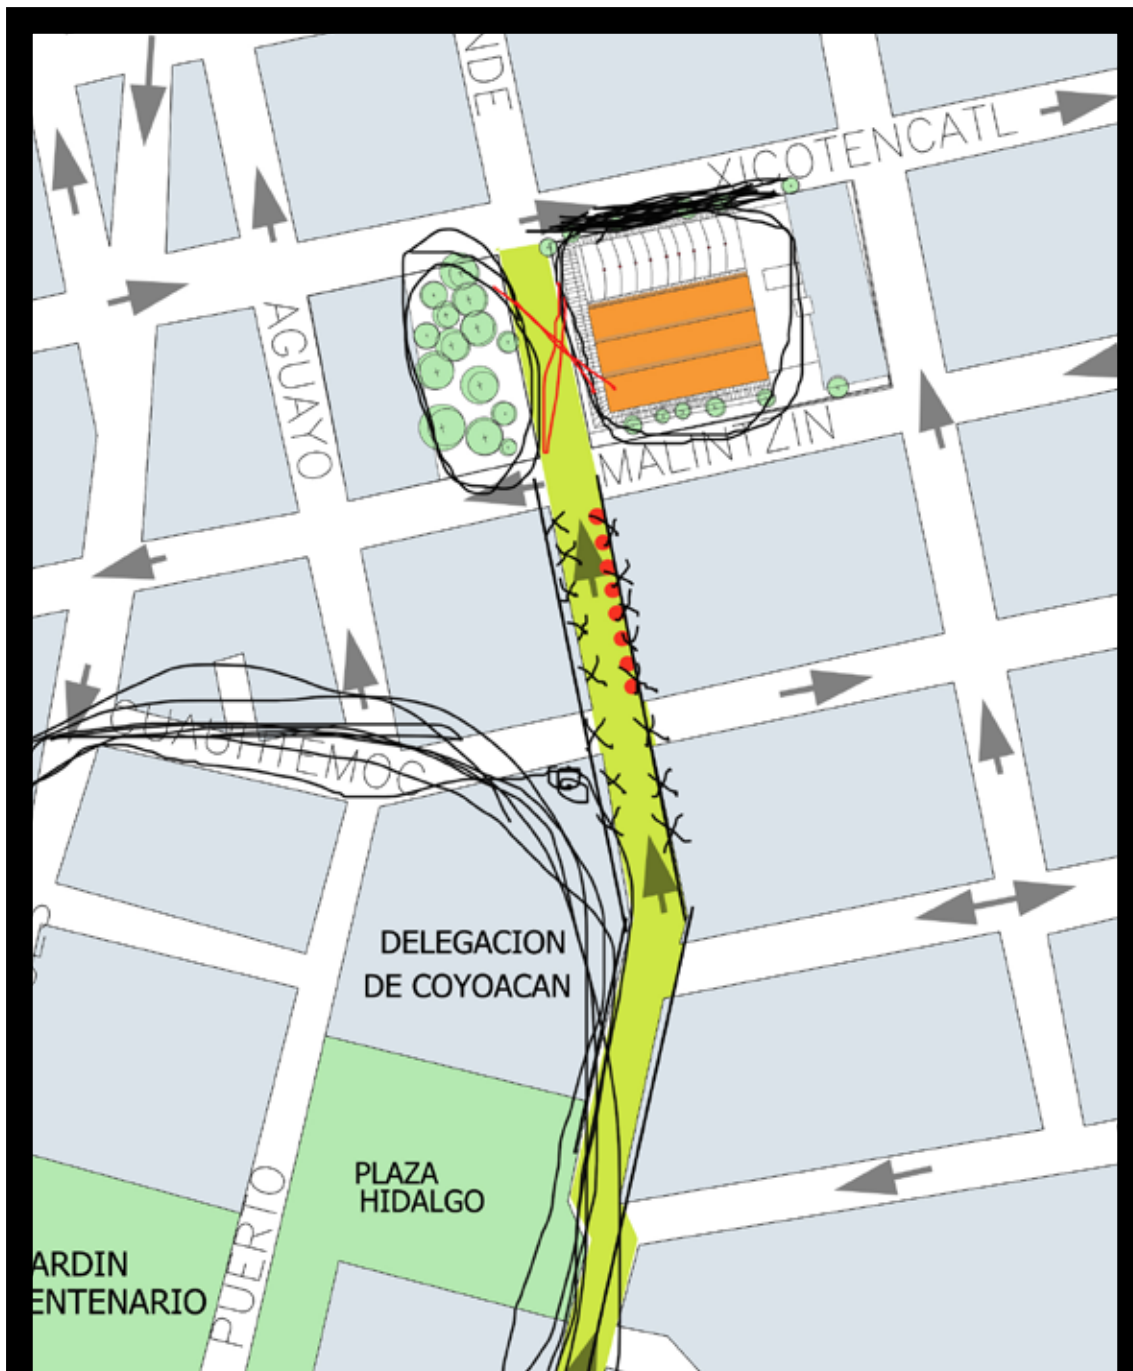 NDE
XICOTENCATL
AGUAYO
MALINTZIN
CUAUHTEMOC
DELEGACION
DE COYOACAN
PLAZA
HIDALGO
PUERTO
ARDIN
ENTENARIO